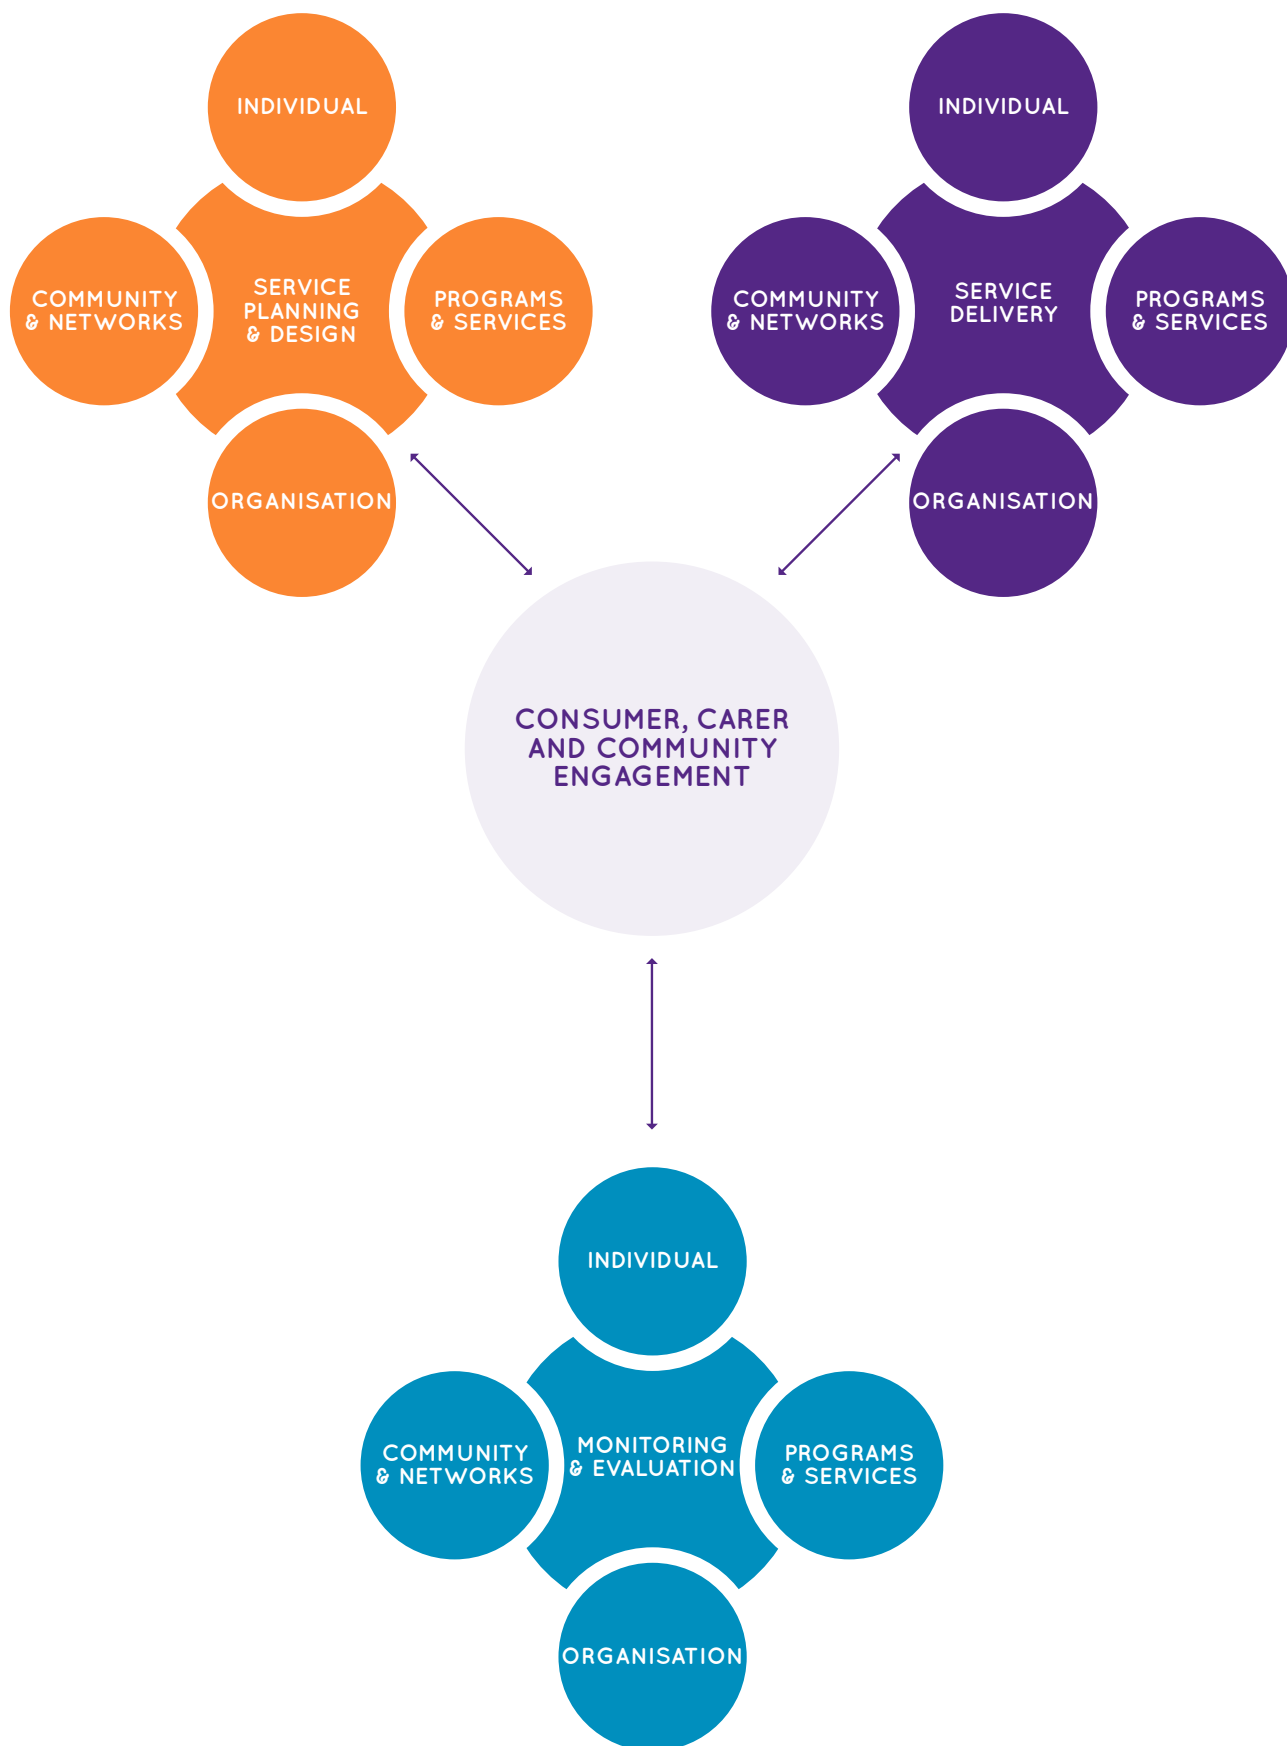 INDIVIDUAL
COMMUNITY
& NETWORKS
SERVICE
PLANNING
& DESIGN
PROGRAMS
& SERVICES
ORGANISATION
INDIVIDUAL
COMMUNITY
& NETWORKS
SERVICE
DELIVERY
PROGRAMS
& SERVICES
ORGANISATION
CONSUMER, CARER
AND COMMUNITY
ENGAGEMENT
INDIVIDUAL
COMMUNITY
& NETWORKS
MONITORING
& EVALUATION
PROGRAMS
& SERVICES
ORGANISATION